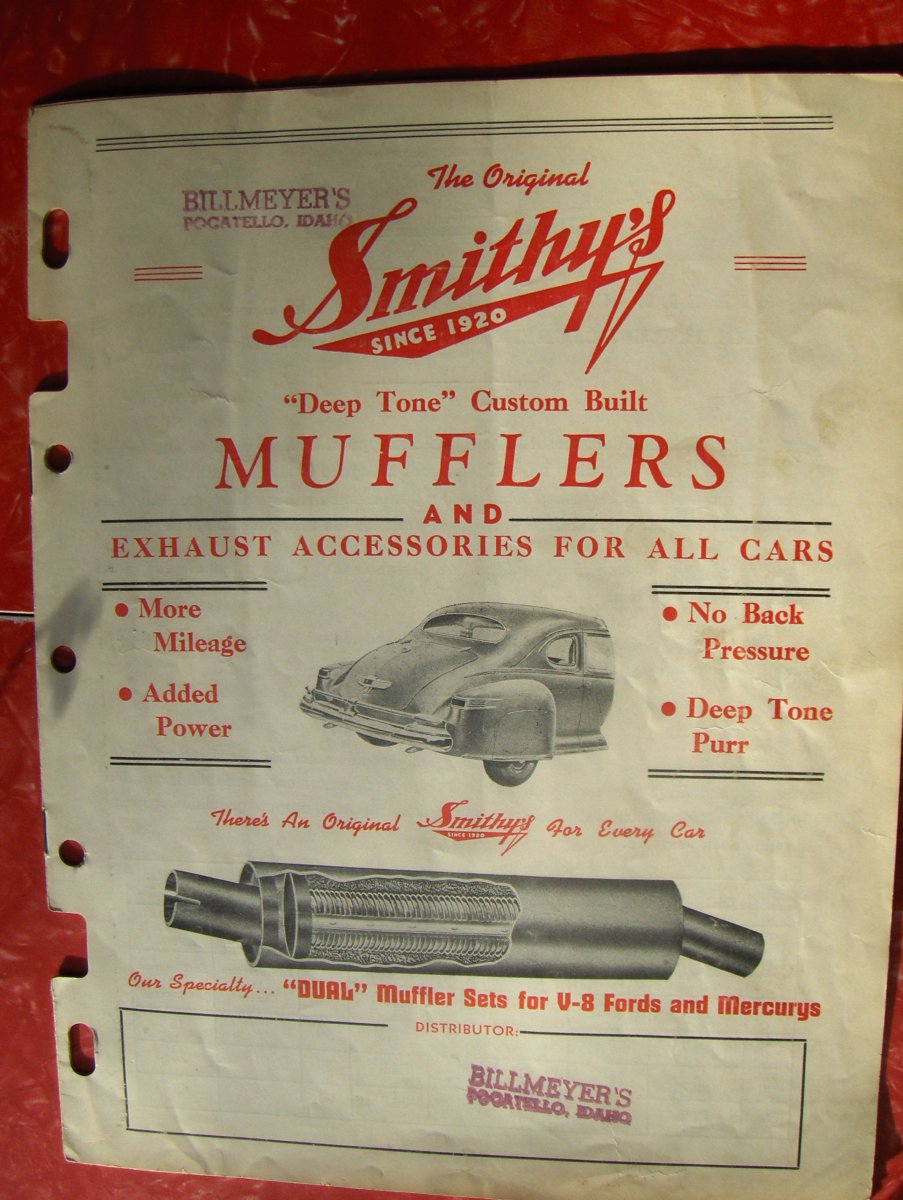 The Original
BILLMEYER'S
POCATELLO, IDAHO
Smithy's
SINCE 1920
“Deep Tone” Custom Built
MUFFLERS
AND
EXHAUST ACCESSORIES FOR ALL CARS
• More
Mileage
• Added
Power
• No Back
Pressure
• Deep Tone
Purr
There's An Original Smithy's For Every Car
SINCE 1920
Our Specialty... “DUAL” Muffler Sets for V-8 Fords and Mercurys
DISTRIBUTOR:
BILLMEYER'S
POCATELLO, IDAHO